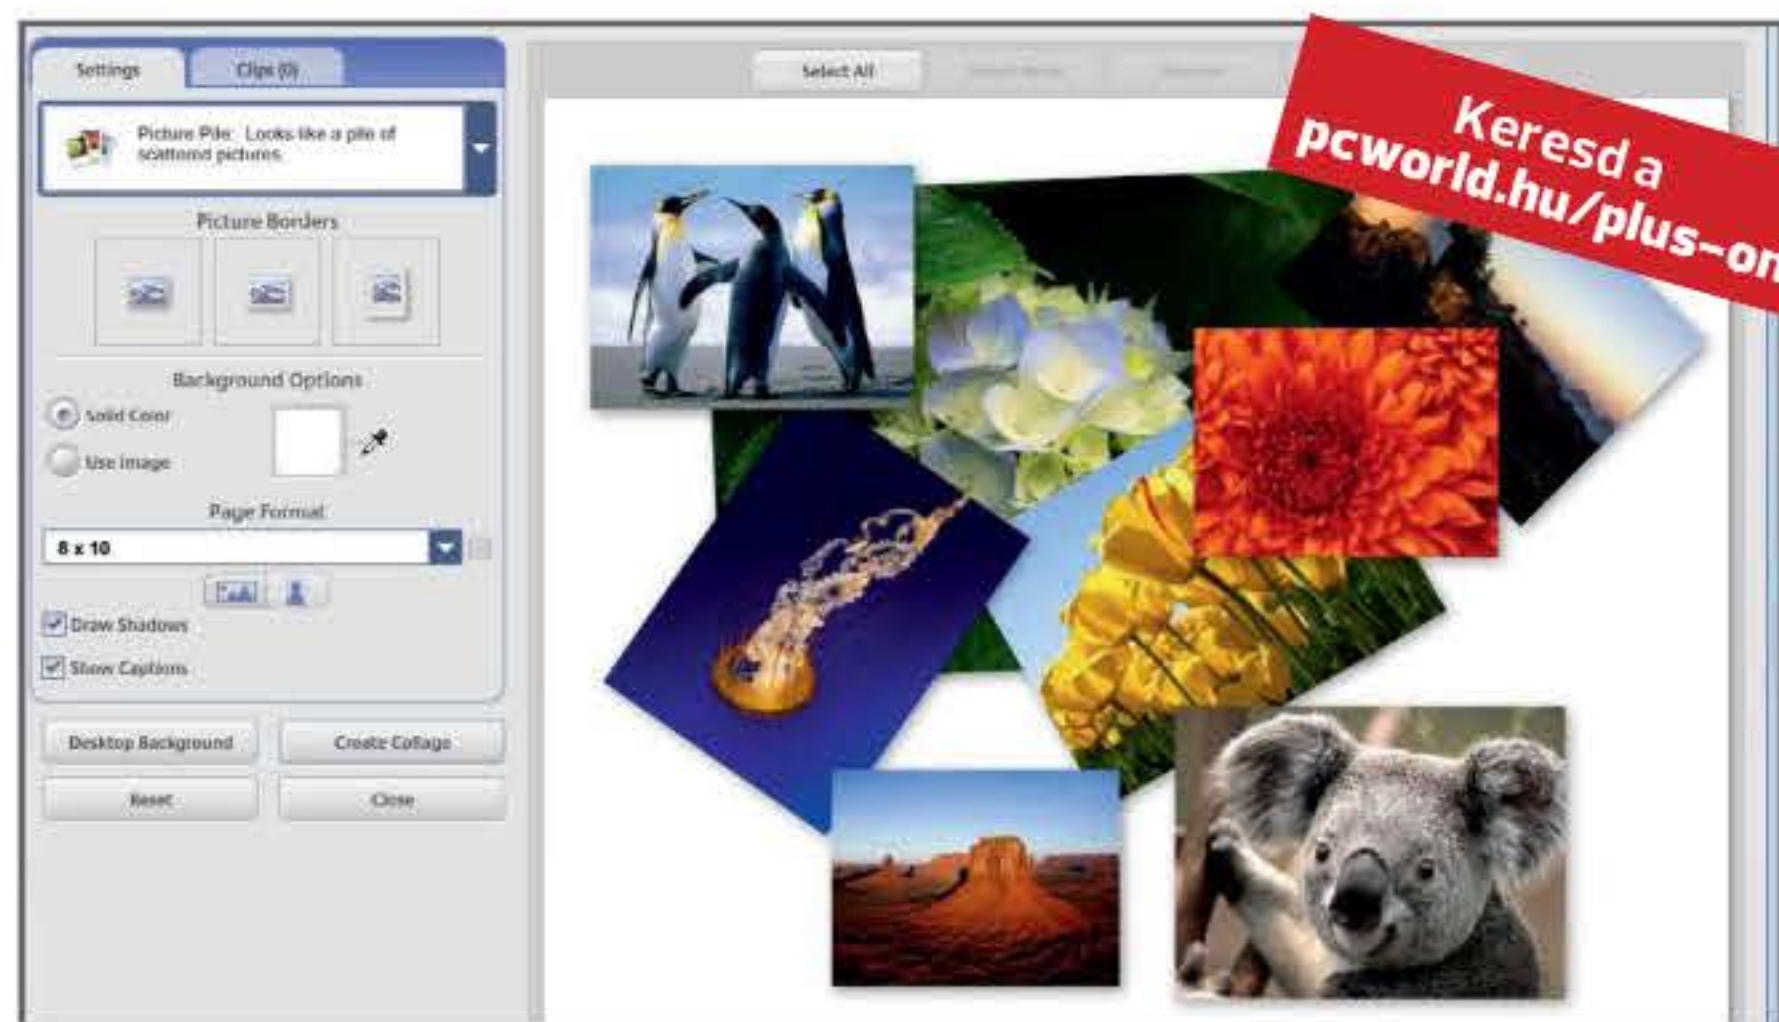 Settings
Clips (0)
Picture Pile: Looks like a pile of
scattered pictures.
Picture Borders
Background Options
Solid Color
Use Image
Page Format
8 x 10
Draw Shadows
Show Captions
Desktop Background
Create Collage
Reset
Close
Select All
Keresd a
pcworld.hu/plus-on